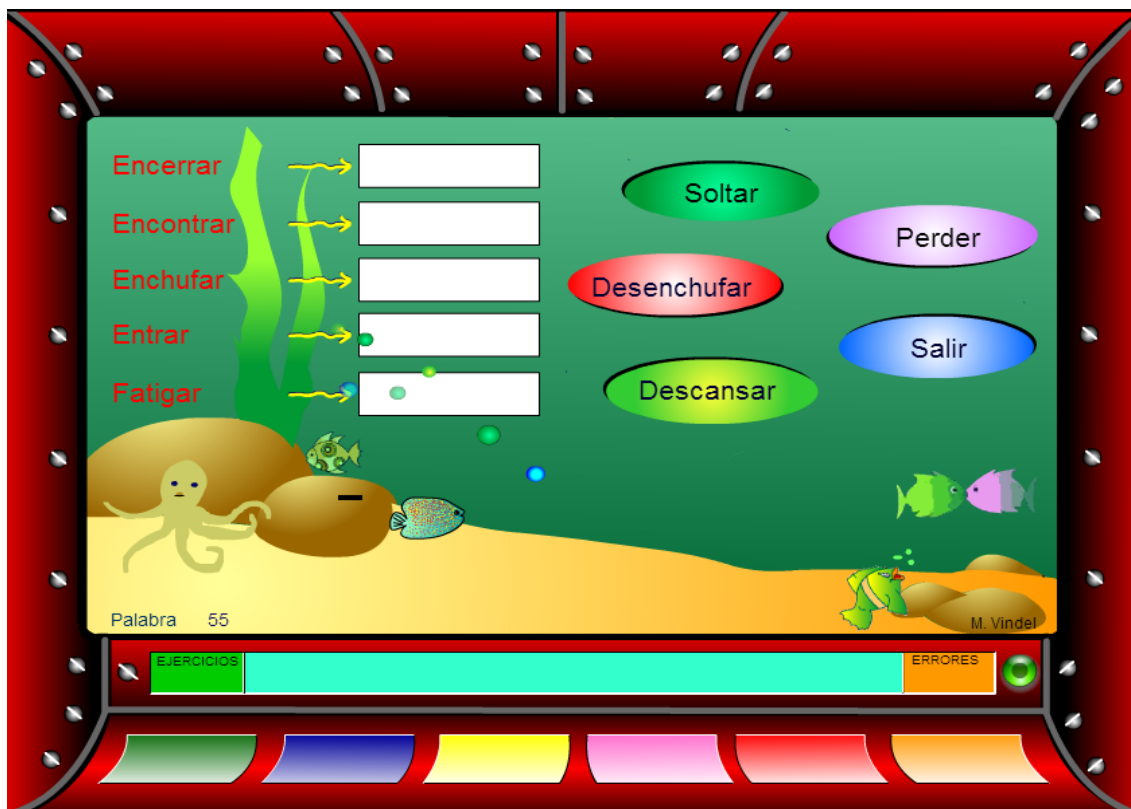 Encerrar
Encontrar
Enchufar
Entrar
Fatigar
Soltar
Perder
Desenchufar
Salir
Descansar
Palabra 55
M. Vindel
EJERCICIOS
ERRORES